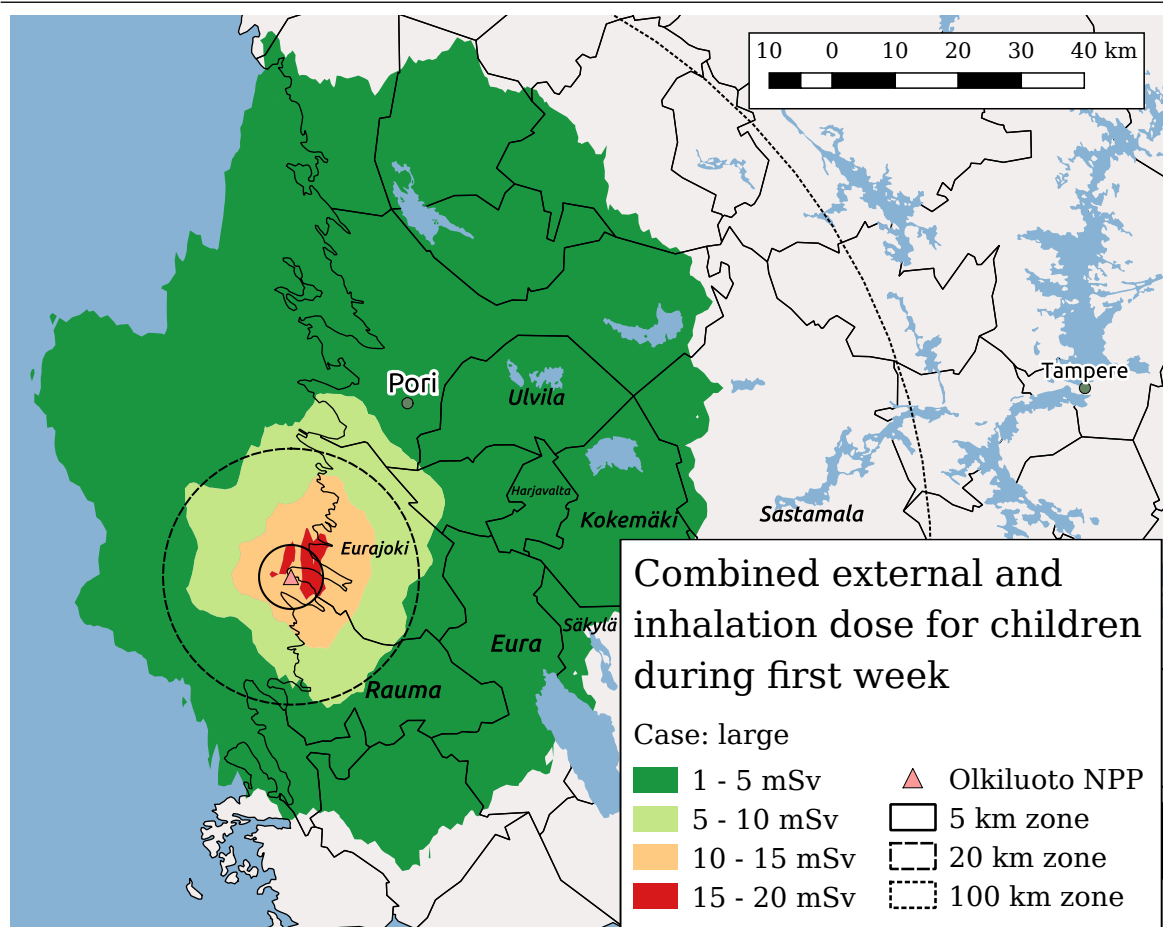 10 0 10 20 30 40 km
Tampere
Pori
Ulvila
Harjavalta
Kokemäki
Sastamala
Eurajoki
Säkylä
Eura
Rauma
Combined external and
inhalation dose for children
during first week
Case: large
1 - 5 mSv
5 - 10 mSv
10 - 15 mSv
15 - 20 mSv
Olkiluoto NPP
5 km zone
20 km zone
100 km zone